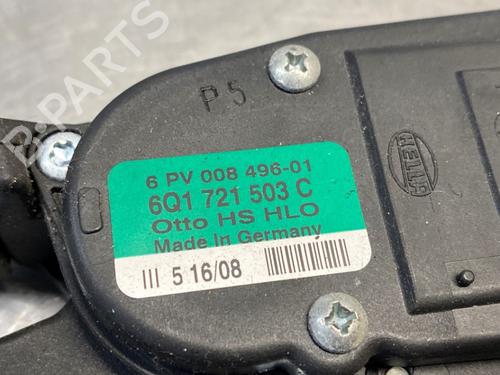 P 5
6 PV 008 496-01
6Q1 721 503 C
Otto HS HLO
Made In Germany
III 5 16/08
HELLA
B-PARTS